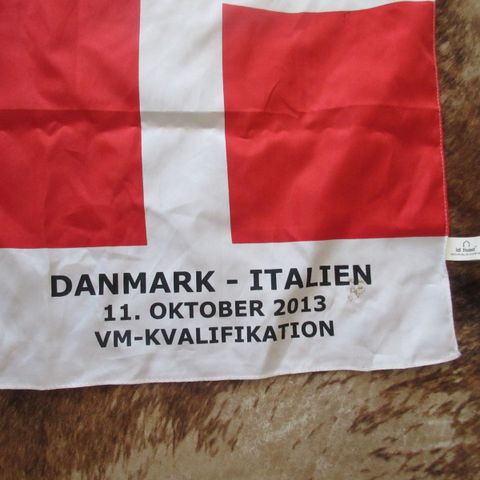 DANMARK - ITALIEN
11. OKTOBER 2013
VM-KVALIFIKATION